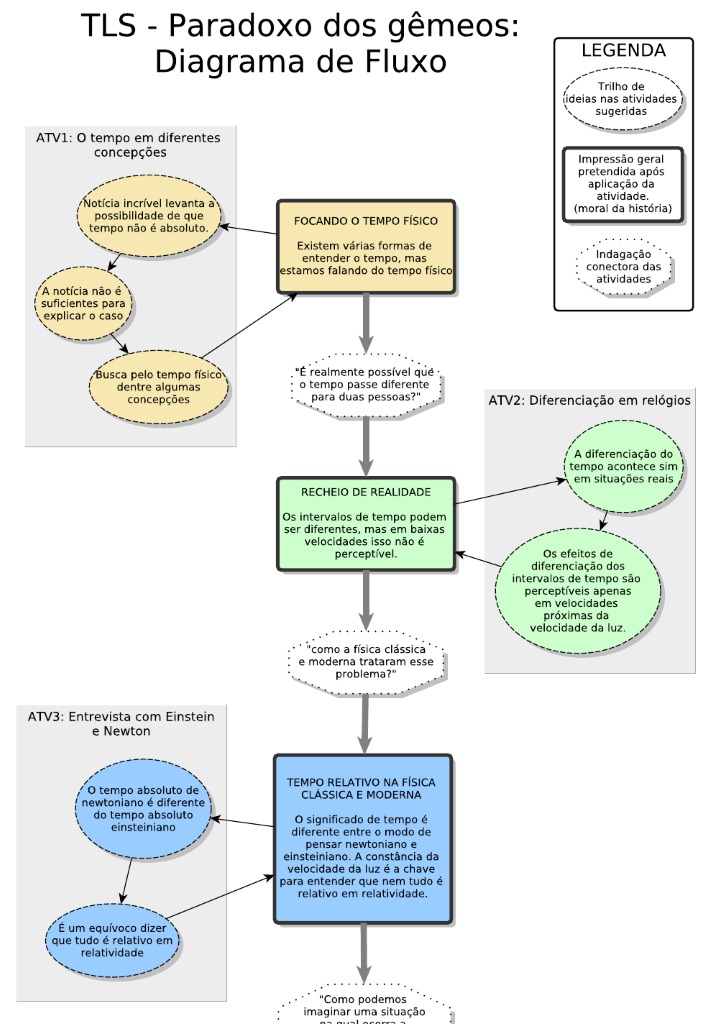 TLS - Paradoxo dos gêmeos:
Diagrama de Fluxo
LEGENDA
Trilho de
ideias nas atividades
sugeridas
Impressão geral
pretendida após
aplicação da
atividade.
(moral da história)
Indagação
conectora das
atividades
ATV1: O tempo em diferentes
concepções
Notícia incrível levanta a
possibilidade de que
tempo não é absoluto.
A notícia não é
suficientes para
explicar o caso
Busca pelo tempo físico
dentre algumas
concepções
FOCANDO O TEMPO FÍSICO
Existem várias formas de
entender o tempo, mas
estamos falando do tempo físico
"É realmente possível que
o tempo passe diferente
para duas pessoas?"
ATV2: Diferenciação em relógios
A diferenciação do
tempo acontece sim
em situações reais
Os efeitos de
diferenciação dos
intervalos de tempo são
perceptíveis apenas
em velocidades
próximas da
velocidade da luz.
RECHEIO DE REALIDADE
Os intervalos de tempo podem
ser diferentes, mas em baixas
velocidades isso não é
perceptível.
"como a física clássica
e moderna trataram esse
problema?"
ATV3: Entrevista com Einstein
e Newton
O tempo absoluto de
newtoniano é diferente
do tempo absoluto
einsteiniano
É um equívoco dizer
que tudo é relativo em
relatividade
TEMPO RELATIVO NA FÍSICA
CLÁSSICA E MODERNA
O significado de tempo é
diferente entre o modo de
pensar newtoniano e
einsteiniano. A constância da
velocidade da luz é a chave
para entender que nem tudo é
relativo em relatividade.
"Como podemos
imaginar uma situação
na qual ocorra a